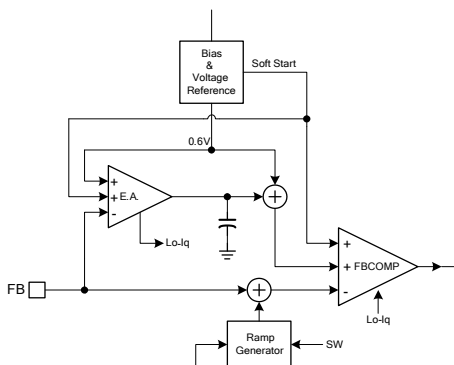 Bias
&
Voltage
Reference
Soft Start
0.6V
+
+ E.A.
-
+
Lo-Iq
+
+ FBCOMP
-
Lo-Iq
FB
+
Ramp
Generator
SW